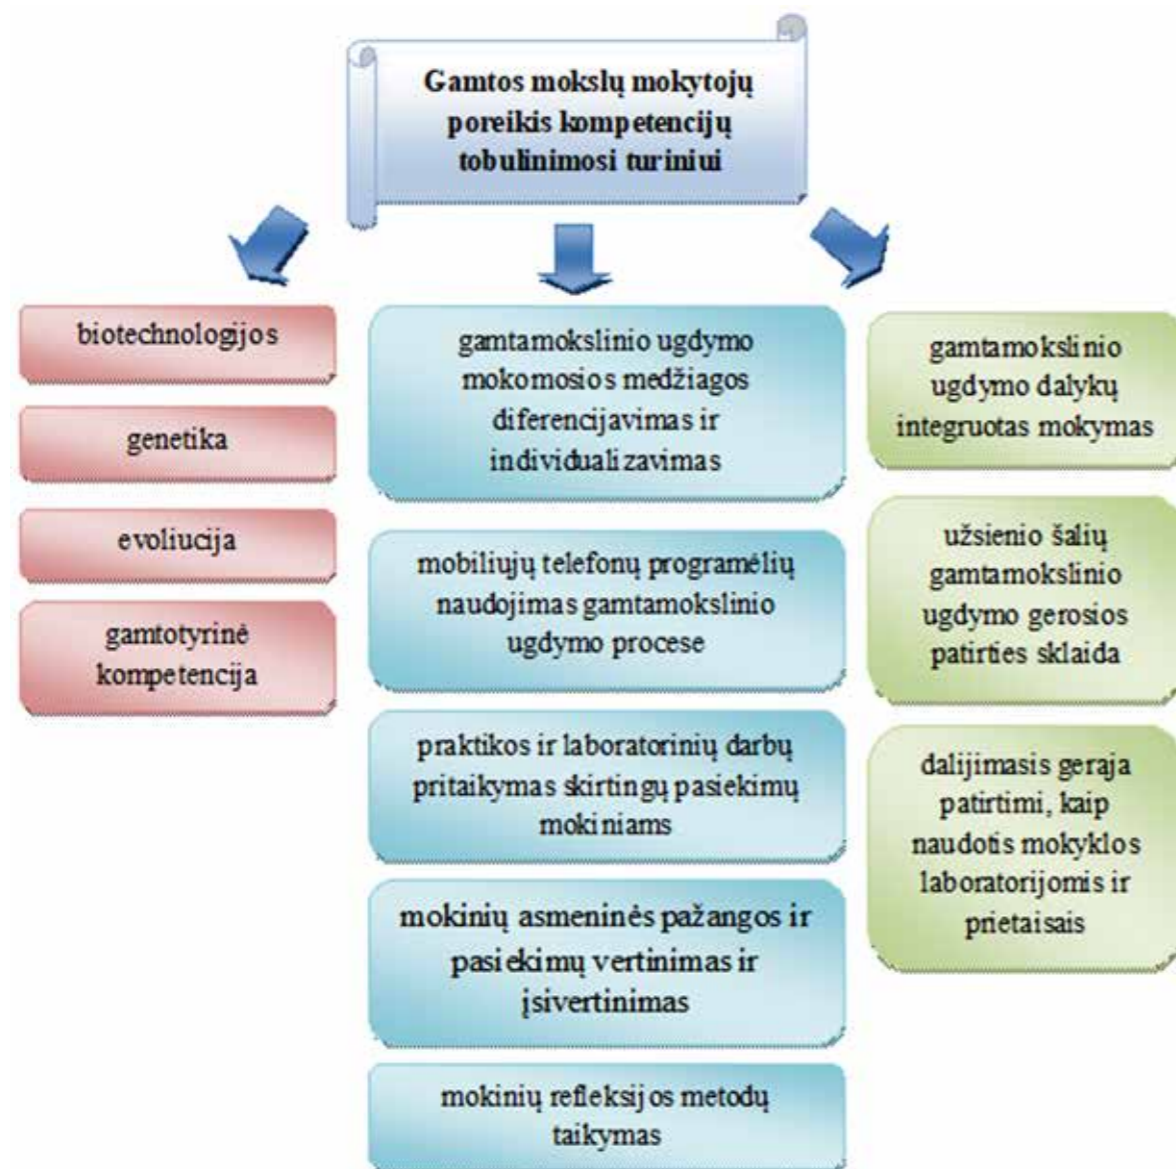 Gamtos mokslų mokytojų
poreikis kompetencijų
tobulinimosi turiniui
biotechnologijos
genetika
evoliucija
gamtotyrinė
kompetencija
gamtamokslinio ugdymo
mokomosios medžiagos
diferencijavimas ir
individualizavimas
mobiliųjų telefonų programėlių
naudojimas gamtamokslinio
ugdymo procese
praktikos ir laboratorinių darbų
pritaikymas skirtingų pasiekimų
mokiniams
mokinių asmeninės pažangos ir
pasiekimų vertinimas ir
įsivertinimas
mokinių refleksijos metodų
taikymas
gamtamokslinio
ugdymo dalykų
integruotas mokymas
užsienio šalių
gamtamokslinio
ugdymo gerosios
patirties sklaida
dalijimasis gerąja
patirtimi, kaip
naudotis mokyklos
laboratorijomis ir
prietaisais